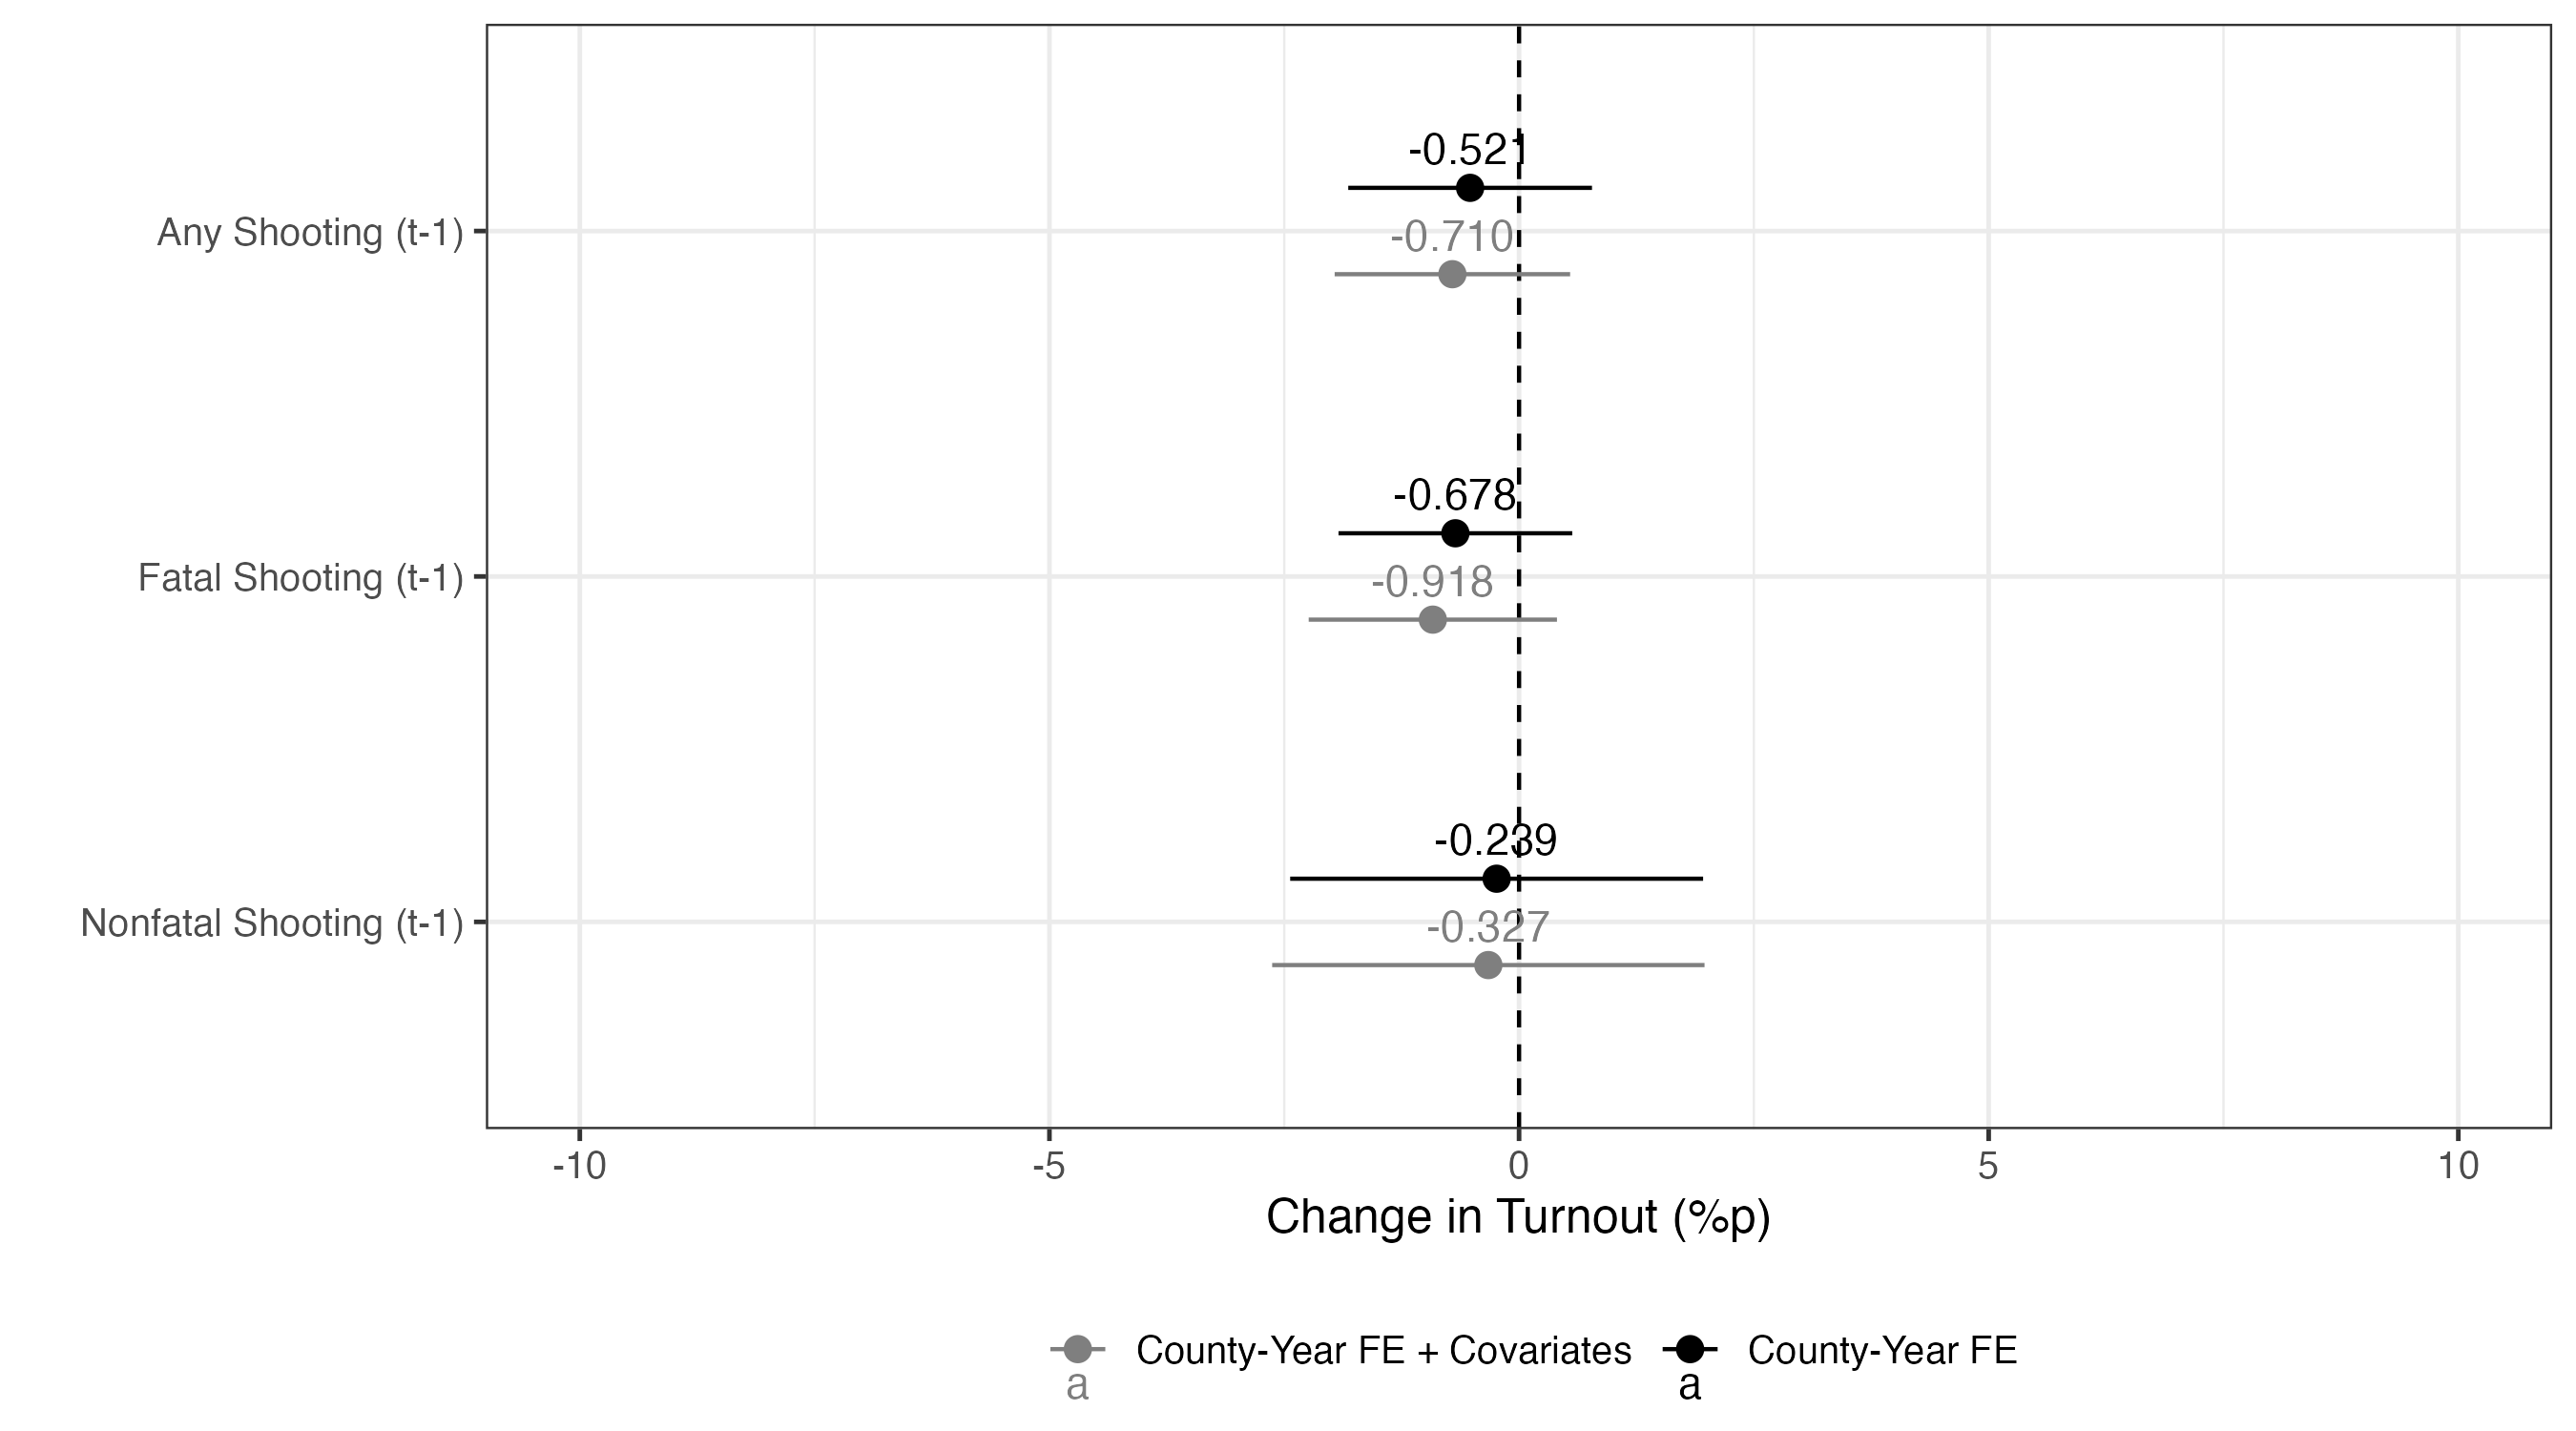 -0.521
Any Shooting (t-1)
-0.710
-0.678
Fatal Shooting (t-1)
-0.918
-0.239
Nonfatal Shooting (t-1)
-0.327
-10 -5 0 5 10
Change in Turnout (%p)
County-Year FE + Covariates County-Year FE
a a